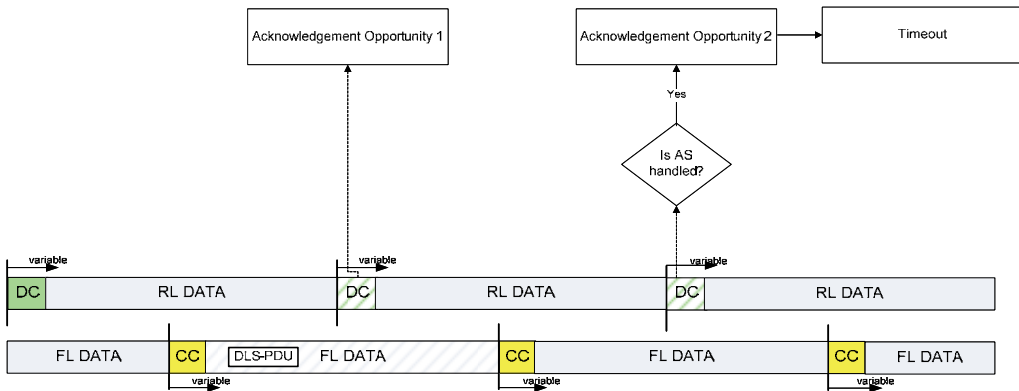 Acknowledgement Opportunity 1
Acknowledgement Opportunity 2
Timeout
Yes
Is AS
handled?
variable
variable
variable
DC
RL DATA
DC
RL DATA
DC
RL DATA
FL DATA
CC
DLS-PDU
FL DATA
CC
FL DATA
CC
FL DATA
variable
variable
variable